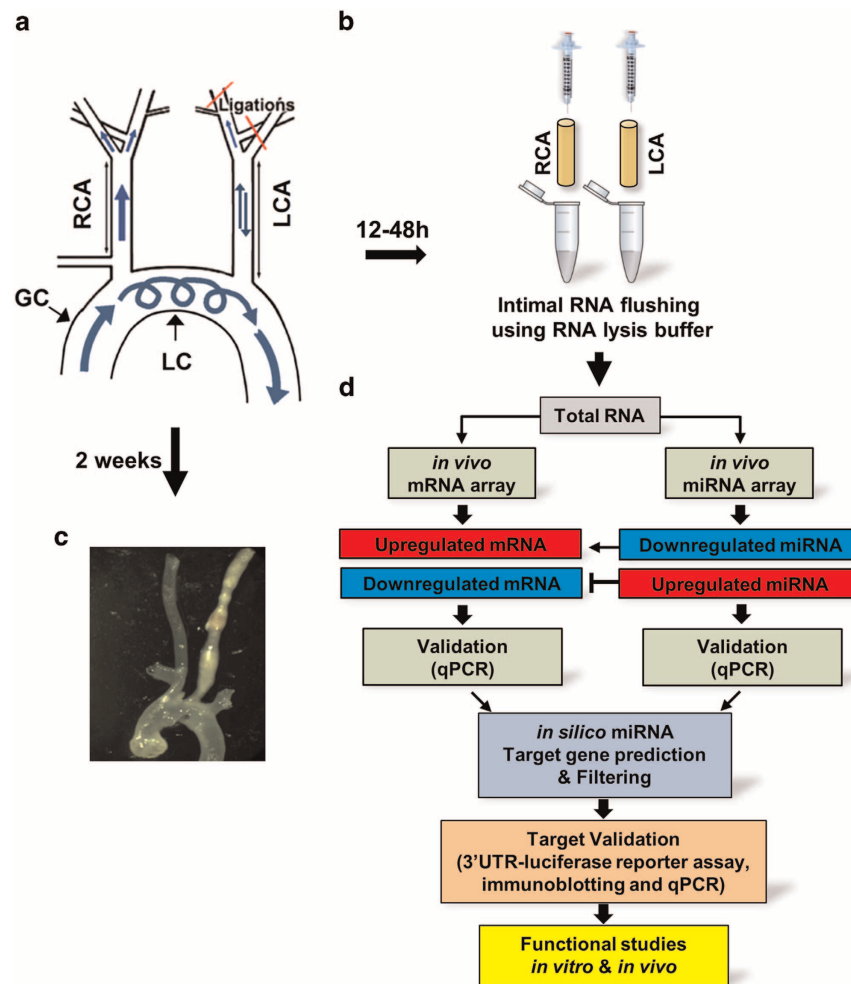 a
Ligations
RCA
LCA
GC
LC
12-48h
2 weeks
b
RCA
LCA
Intimal RNA flushing
using RNA lysis buffer
c
d
Total RNA
in vivo
mRNA array
in vivo
miRNA array
Upregulated mRNA
Downregulated miRNA
Downregulated mRNA
Upregulated miRNA
Validation
(qPCR)
Validation
(qPCR)
in silico miRNA
Target gene prediction
& Filtering
Target Validation
(3'UTR-luciferase reporter assay,
immunoblotting and qPCR)
Functional studies
in vitro & in vivo